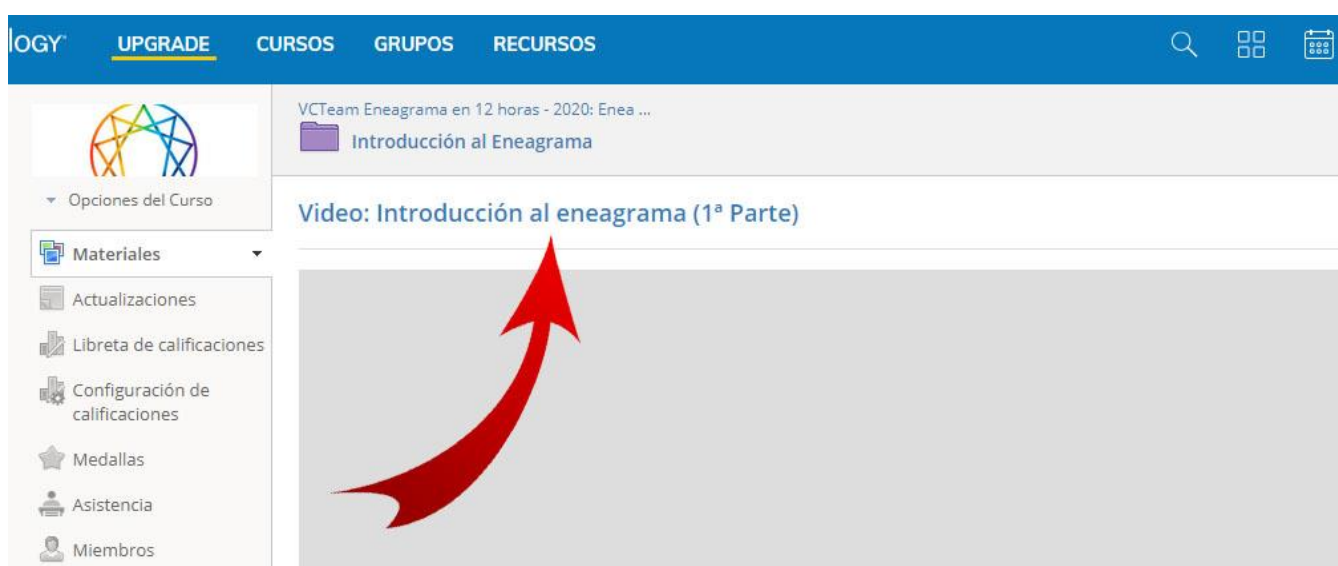 OGY UPGRADE CURSOS GRUPOS RECURSOS
VCTeam Eneagrama en 12 horas - 2020: Enea ...
Introducción al Eneagrama
Opciones del Curso
Video: Introducción al eneagrama (1ª Parte)
Materiales
Actualizaciones
Libreta de calificaciones
Configuración de
calificaciones
Medallas
Asistencia
Miembros